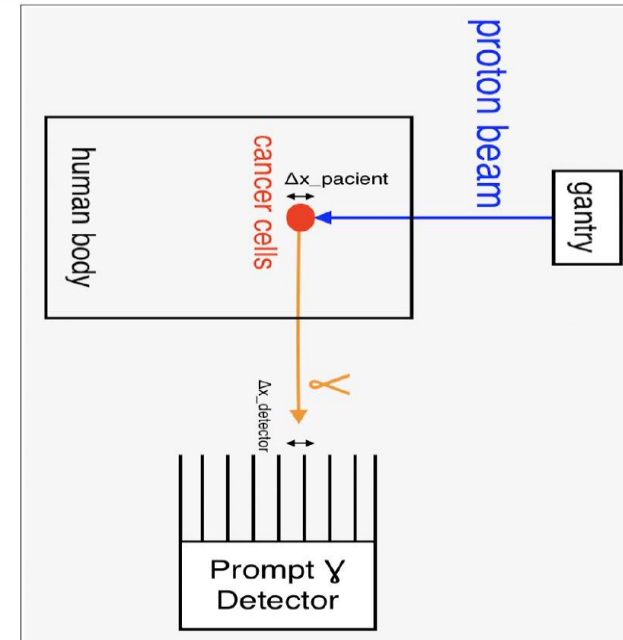 proton beam
gantry
human body
cancer cells
Δx_pacient
γ
Δx_detector
Prompt γ
Detector